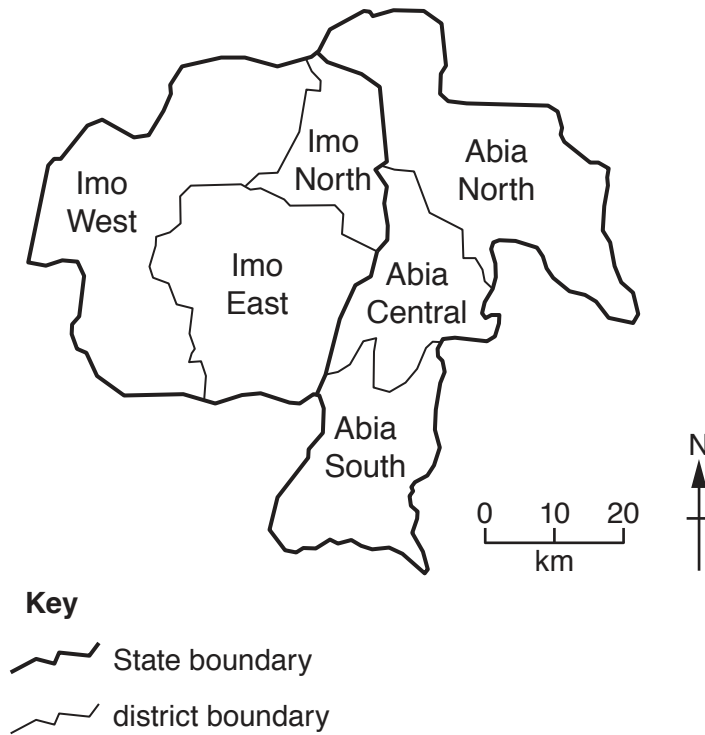 Imo
North
Abia
North
Imo
West
Imo
East
Abia
Central
Abia
South
N
0 10 20
km
Key
State boundary
district boundary